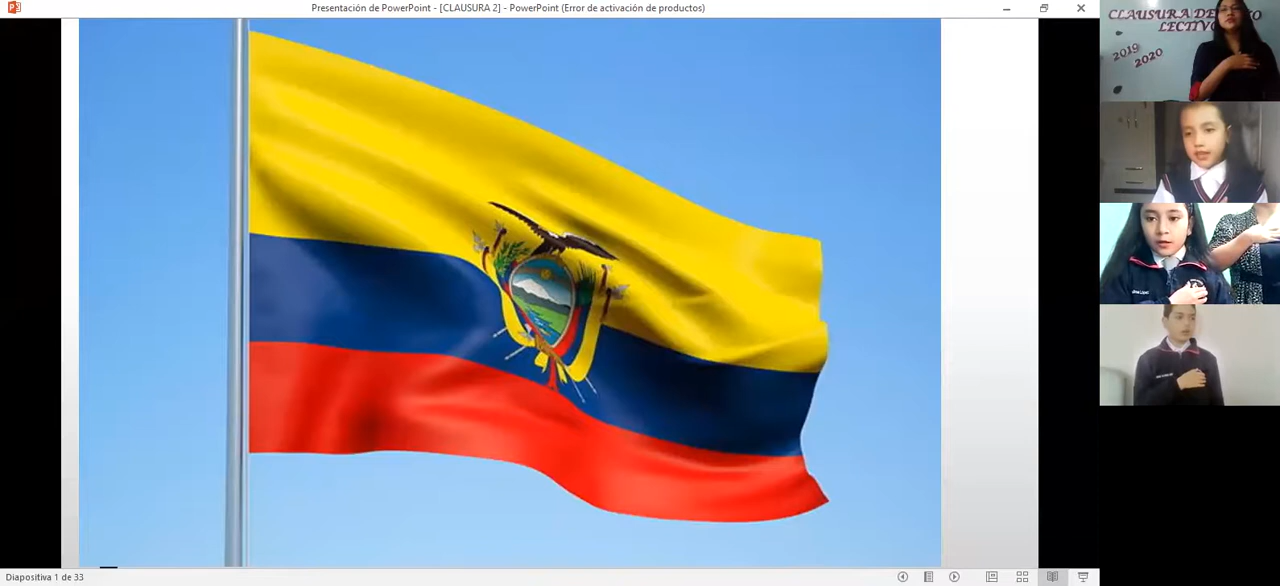 Presentación de PowerPoint - [CLAUSURA 2] - PowerPoint (Error de activación de productos)
CLAUSURA DE
LECTIVO
2019
2020
Diapositiva 1 de 33